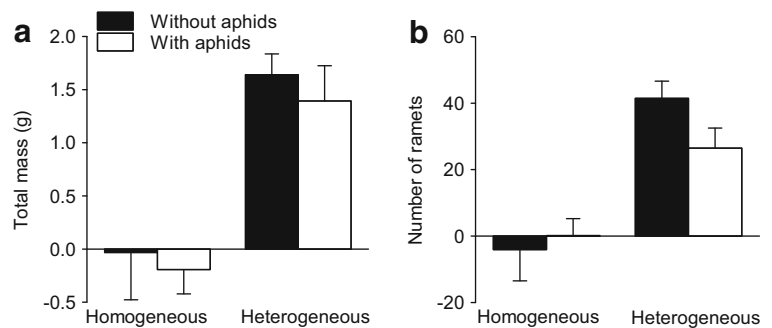 a
Without aphids
With aphids
Total mass (g)
2.0
1.5
1.0
0.5
0.0
-0.5
Homogeneous
Heterogeneous
b
Number of ramets
60
40
20
0
-20
Homogeneous
Heterogeneous